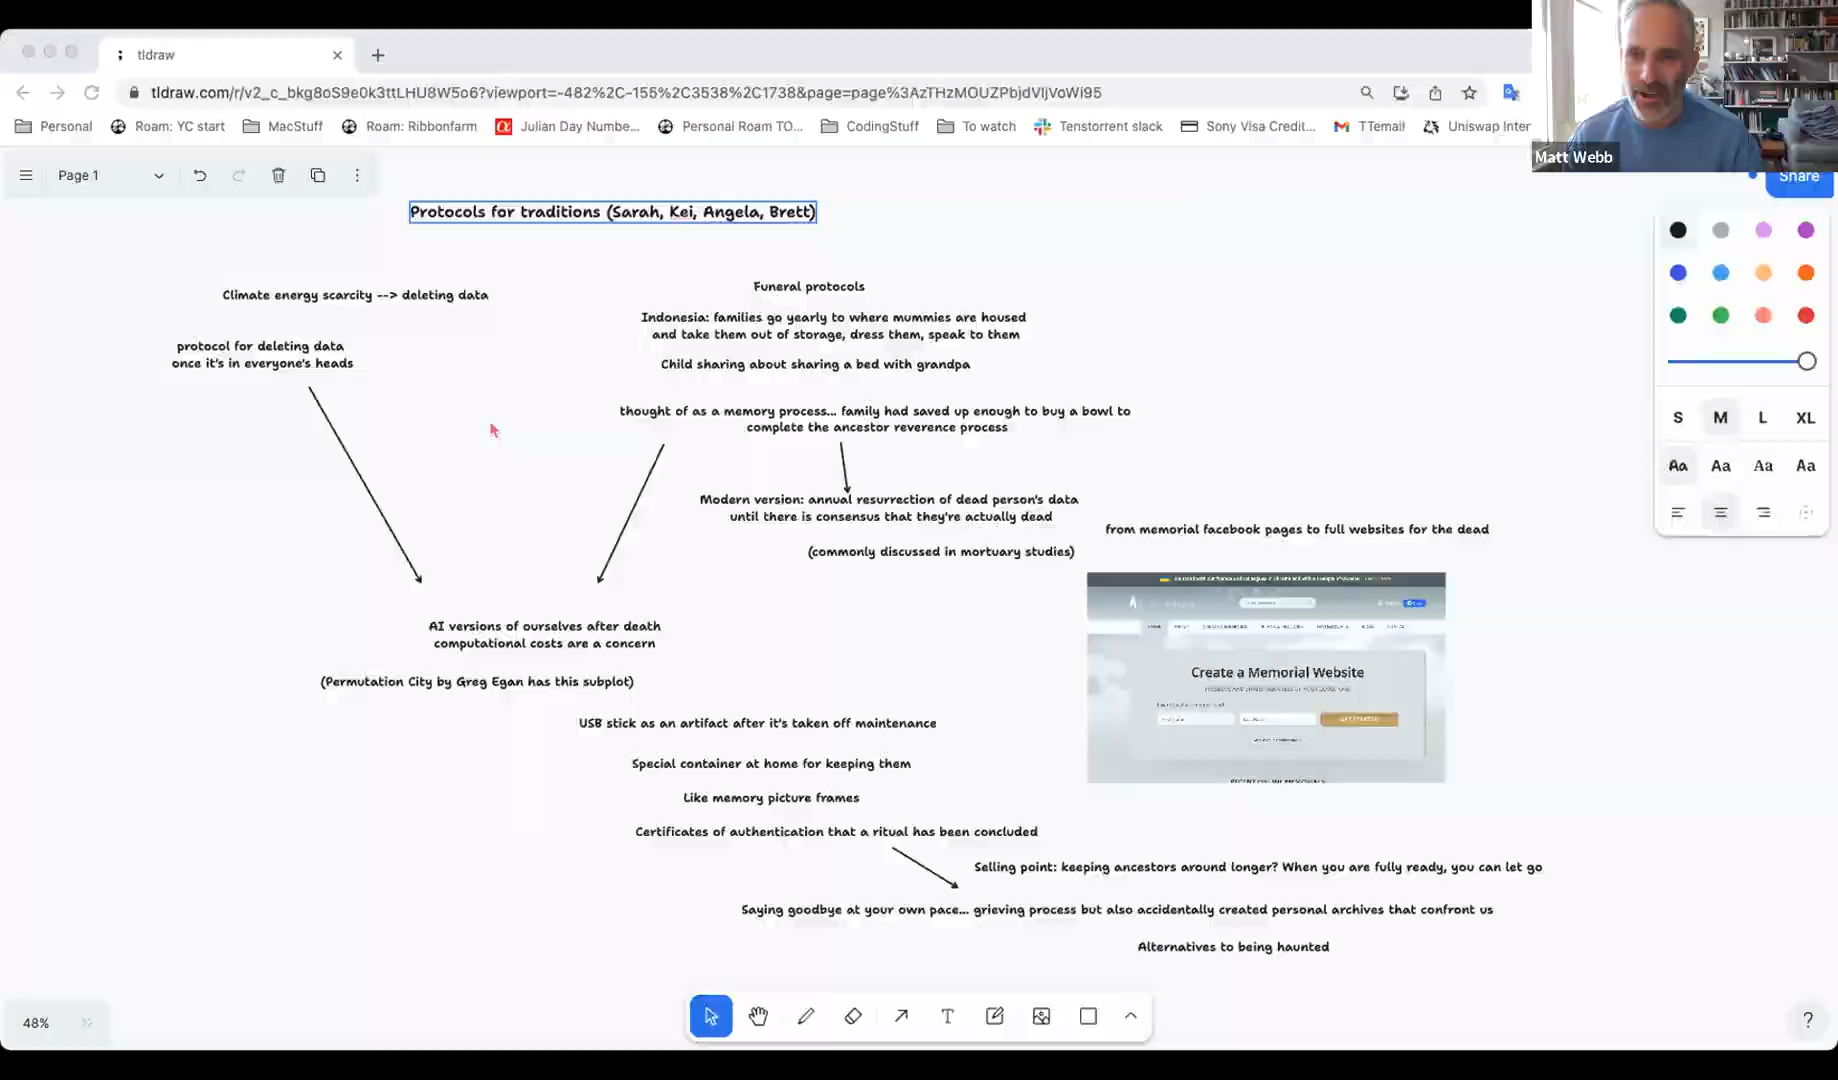 tldraw
tldraw.com/r/v2_c_bkg8oS9e0k3ttLHU8W5o6?viewport=-482%2C-155%2C3538%2C1738&page=page%3AzTHzMOUZPbjdVIjVoWi95
Personal
Roam: YC start
MacStuff
Roam: Ribbonfarm
Julian Day Numbe...
Personal Roam TO...
CodingStuff
To watch
Tenstorrent slack
Sony Visa Credit...
TTemail
Uniswap Inter
Matt Webb
Page 1
Share
Protocols for traditions (Sarah, Kei, Angela, Brett)
Climate energy scarcity --> deleting data
protocol for deleting data
once it's in everyone's heads
Funeral protocols
Indonesia: families go yearly to where mummies are housed
and take them out of storage, dress them, speak to them
Child sharing about sharing a bed with grandpa
thought of as a memory process... family had saved up enough to buy a bowl to
complete the ancestor reverence process
Modern version: annual resurrection of dead person's data
until there is consensus that they're actually dead
(commonly discussed in mortuary studies)
from memorial facebook pages to full websites for the dead
Create a Memorial Website
GET STARTED
AI versions of ourselves after death
computational costs are a concern
(Permutation City by Greg Egan has this subplot)
USB stick as an artifact after it's taken off maintenance
Special container at home for keeping them
Like memory picture frames
Certificates of authentication that a ritual has been concluded
Selling point: keeping ancestors around longer? When you are fully ready, you can let go
Saying goodbye at your own pace... grieving process but also accidentally created personal archives that confront us
Alternatives to being haunted
S M L XL
Aa Aa Aa Aa
48%
T
?